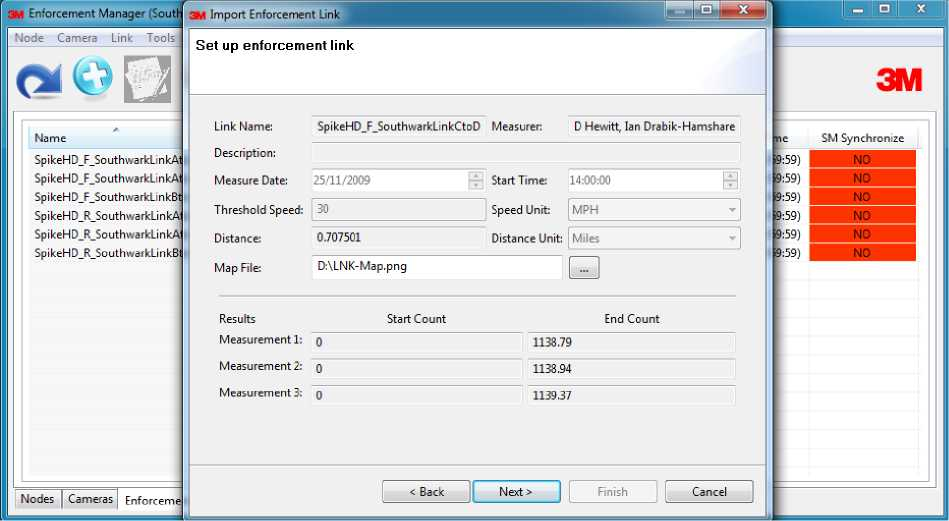 3M Enforcement Manager (South
3M Import Enforcement Link
Node Camera Link Tools
Set up enforcement link
3M
Name
me SM Synchronize
SpikeHD_F_SouthwarkLinkAt
59:59) NO
SpikeHD_F_SouthwarkLinkAt
59:59) NO
SpikeHD_F_SouthwarkLinkBt
59:59) NO
SpikeHD_R_SouthwarkLinkAt
59:59) NO
SpikeHD_R_SouthwarkLinkAt
59:59) NO
SpikeHD_R_SouthwarkLinkBt
59:59) NO
Link Name: SpikeHD_F_SouthwarkLinkCtoD Measurer: D Hewitt, Ian Drabik-Hamshare
Description:
Measure Date: 25/11/2009 Start Time: 14:00:00
Threshold Speed: 30 Speed Unit: MPH
Distance: 0.707501 Distance Unit: Miles
Map File: D:\LNK-Map.png ...
Results Start Count End Count
Measurement 1: 0 1138.79
Measurement 2: 0 1138.94
Measurement 3: 0 1139.37
< Back Next > Finish Cancel
Nodes Cameras Enforceme